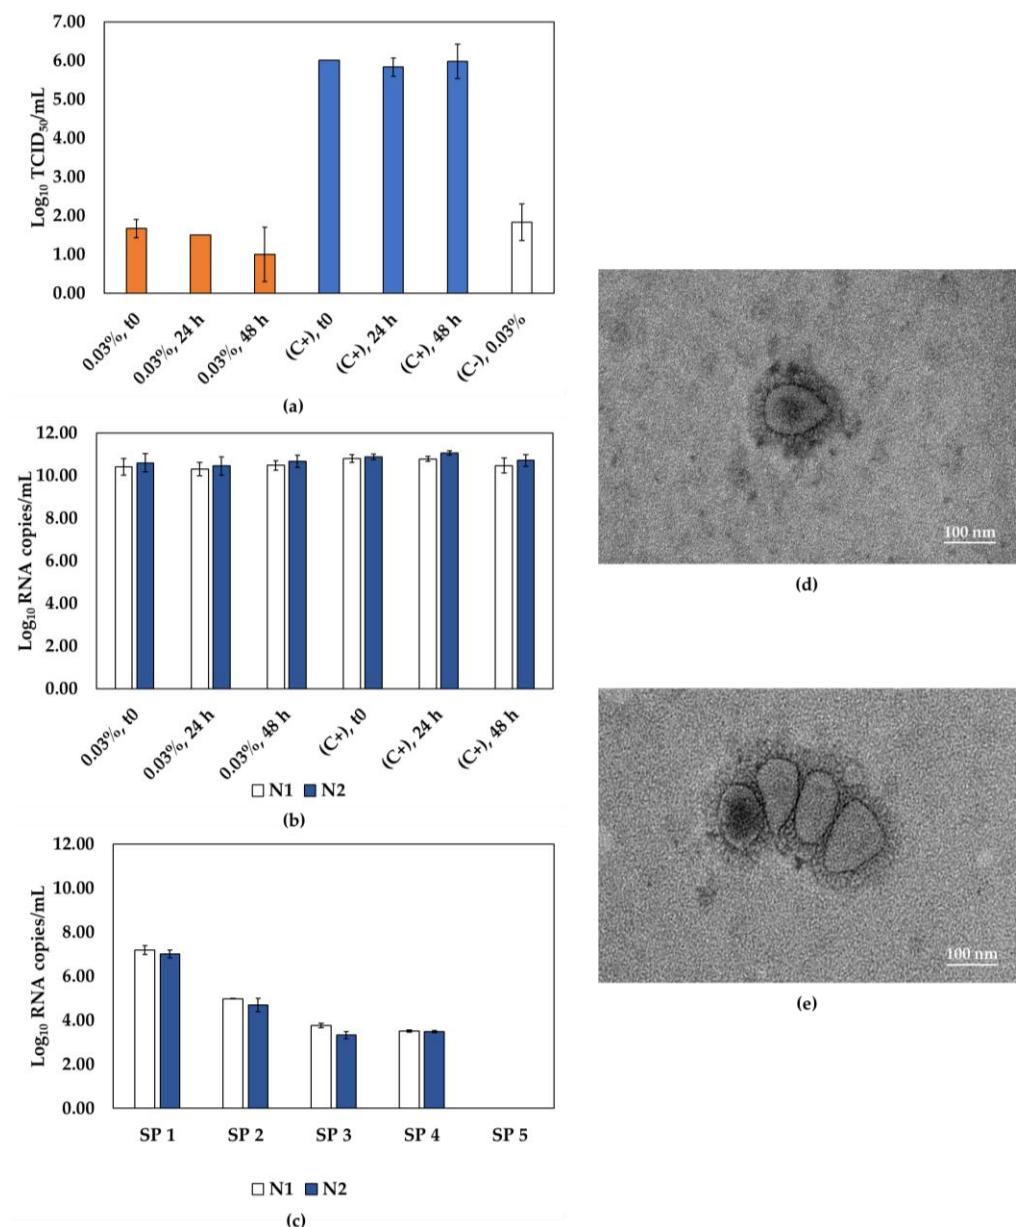 7.00
6.00
5.00
4.00
3.00
2.00
1.00
0.00
Log₁₀ TCID₅₀/mL
0.03%, t0
0.03%, 24 h
0.03%, 48 h
(C+), t0
(C+), 24 h
(C+), 48 h
(C-), 0.03%
(a)
12.00
10.00
8.00
6.00
4.00
2.00
0.00
Log₁₀ RNA copies/mL
0.03%, t0
0.03%, 24 h
0.03%, 48 h
(C+), t0
(C+), 24 h
(C+), 48 h
N1 N2
(b)
12.00
10.00
8.00
6.00
4.00
2.00
0.00
Log₁₀ RNA copies/mL
SP 1 SP 2 SP 3 SP 4 SP 5
N1 N2
(c)
100 nm
(d)
100 nm
(e)